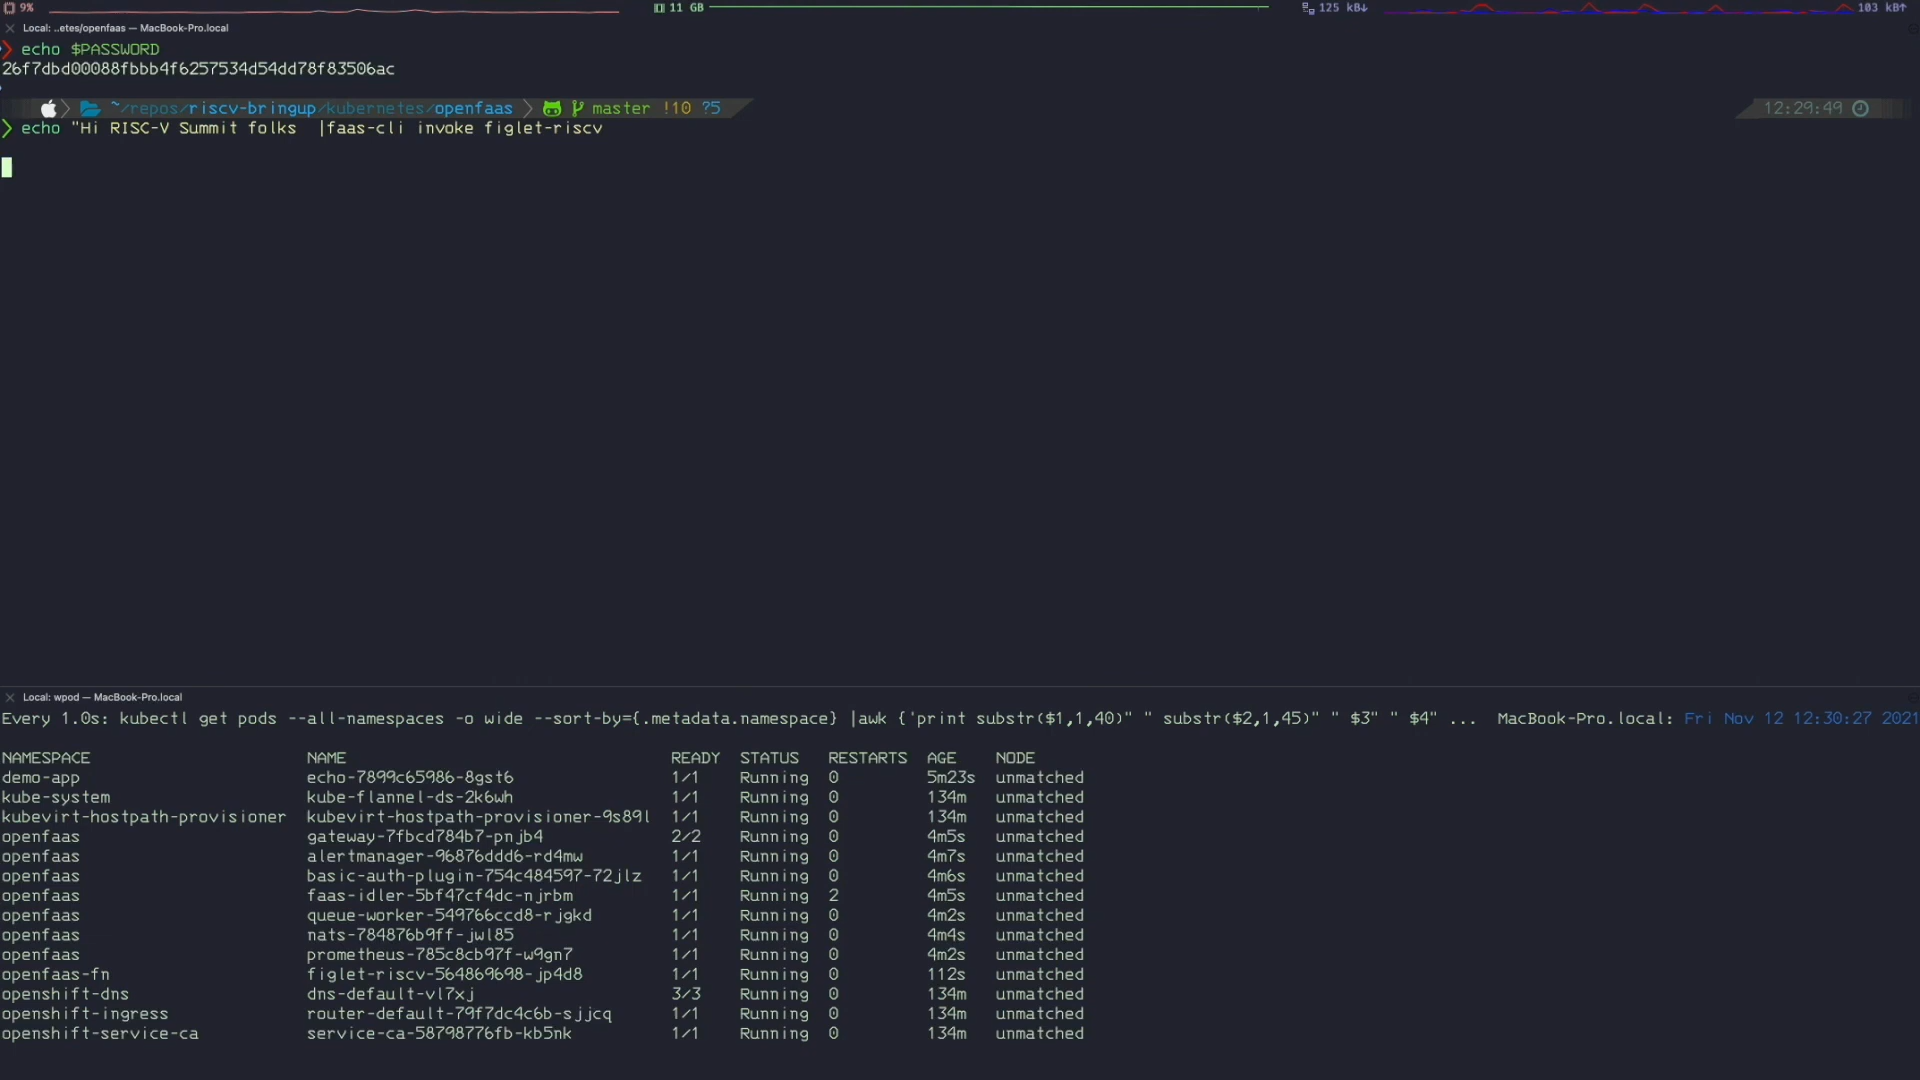 9% 11 GB 125 kB↓ 103 kB↑
Local: ..etes/openfaas — MacBook-Pro.local
echo $PASSWORD
26f7dbd00088fbbb4f6257534d54dd78f83506ac
~/repos/riscv-bringup/kubernetes/openfaas master !10 ?5 12:29:49
echo "Hi RISC-V Summit folks  |faas-cli invoke figlet-riscv
Local: wpod — MacBook-Pro.local
Every 1.0s: kubectl get pods --all-namespaces -o wide --sort-by={.metadata.namespace} |awk {'print substr($1,1,40)" " substr($2,1,45)" " $3" " $4" ... MacBook-Pro.local: Fri Nov 12 12:30:27 2021
NAMESPACE NAME READY STATUS RESTARTS AGE NODE
demo-app echo-7899c65986-8gst6 1/1 Running 0 5m23s unmatched
kube-system kube-flannel-ds-2k6wh 1/1 Running 0 134m unmatched
kubevirt-hostpath-provisioner kubevirt-hostpath-provisioner-9s89l 1/1 Running 0 134m unmatched
openfaas gateway-7fbcd784b7-pnjb4 2/2 Running 0 4m5s unmatched
openfaas alertmanager-96876ddd6-rd4mw 1/1 Running 0 4m7s unmatched
openfaas basic-auth-plugin-754c484597-72jlz 1/1 Running 0 4m6s unmatched
openfaas faas-idler-5bf47cf4dc-njrbm 1/1 Running 2 4m5s unmatched
openfaas queue-worker-549766ccd8-rjgkd 1/1 Running 0 4m2s unmatched
openfaas nats-784876b9ff-jwl85 1/1 Running 0 4m4s unmatched
openfaas prometheus-785c8cb97f-w9gn7 1/1 Running 0 4m2s unmatched
openfaas-fn figlet-riscv-564869698-jp4d8 1/1 Running 0 112s unmatched
openshift-dns dns-default-vl7xj 3/3 Running 0 134m unmatched
openshift-ingress router-default-79f7dc4c6b-sjjcq 1/1 Running 0 134m unmatched
openshift-service-ca service-ca-58798776fb-kb5nk 1/1 Running 0 134m unmatched